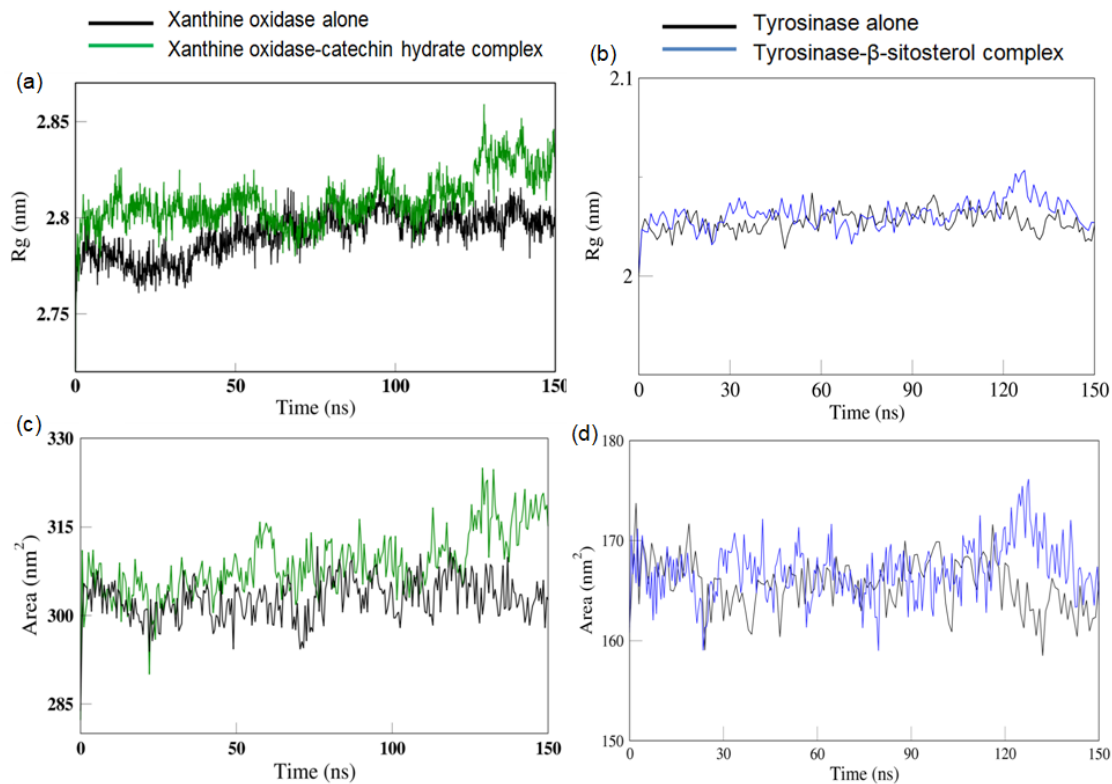 Xanthine oxidase alone
Xanthine oxidase-catechin hydrate complex
Tyrosinase alone
Tyrosinase-β-sitosterol complex
(a)
2.85
2.8
2.75
Rg (nm)
0 50 100 150
Time (ns)
(b)
2.1
2
Rg (nm)
0 30 60 90 120 150
Time (ns)
(c)
330
315
300
285
Area (nm²)
0 50 100 150
Time (ns)
(d)
180
170
160
150
Area (nm²)
0 30 60 90 120 150
Time (ns)